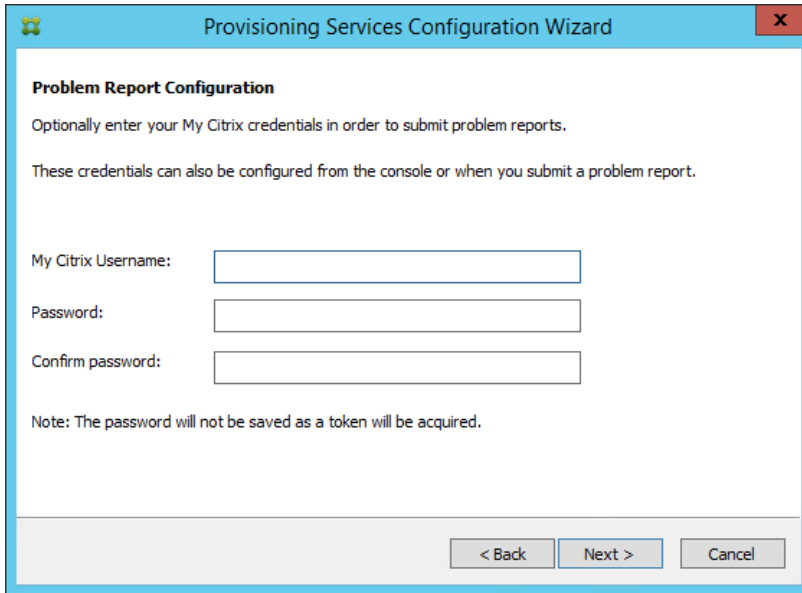 Provisioning Services Configuration Wizard
x
Problem Report Configuration
Optionally enter your My Citrix credentials in order to submit problem reports.
These credentials can also be configured from the console or when you submit a problem report.
My Citrix Username:
Password:
Confirm password:
Note: The password will not be saved as a token will be acquired.
< Back Next > Cancel